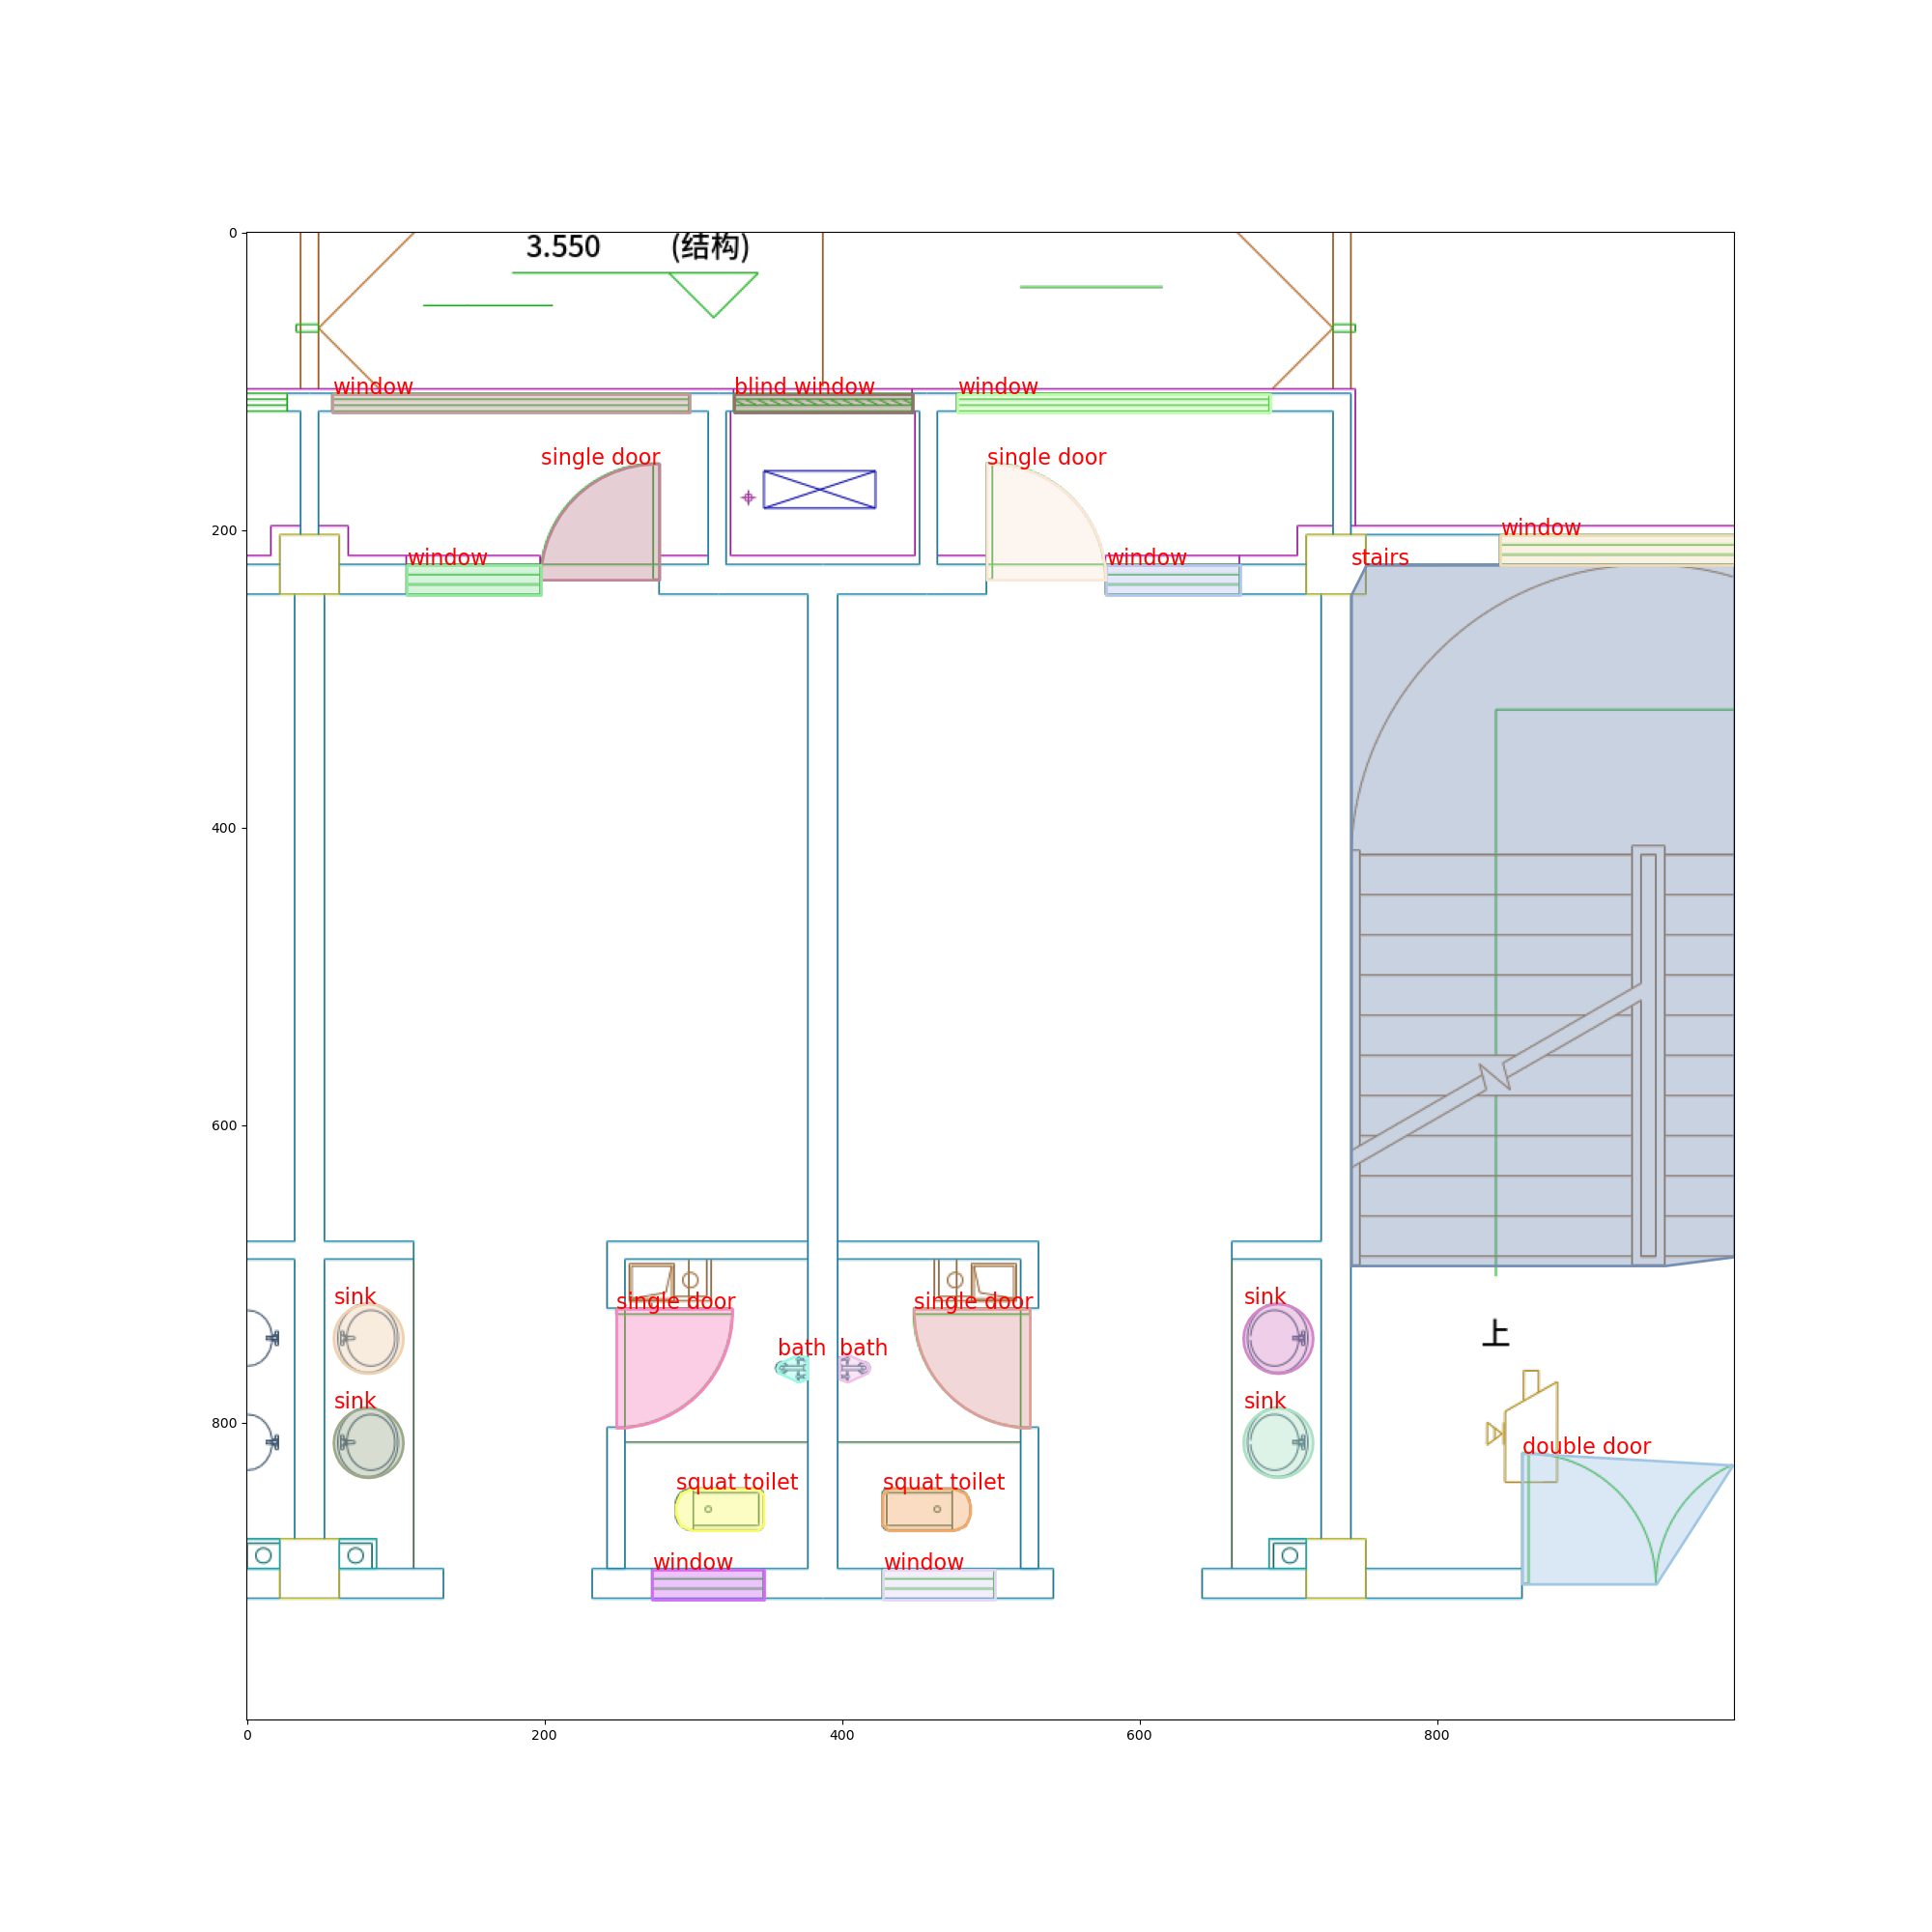 0
3.550 (结构)
window
blind window
window
single door
single door
200
window
window
window
stairs
400
600
sink
single door
single door
sink
bath
bath
上
sink
sink
800
double door
squat toilet
squat toilet
window
window
0
200
400
600
800